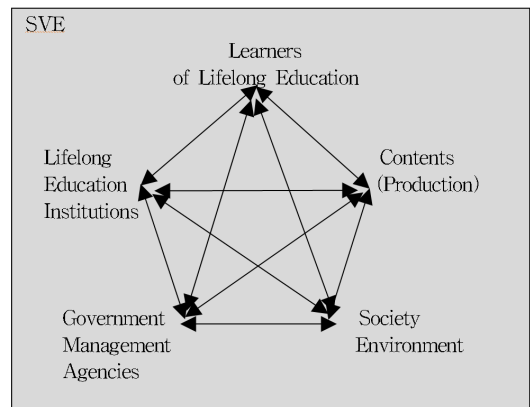 SVE
Learners
of Lifelong Education
Lifelong
Education
Institutions
Contents
(Production)
Government
Management
Agencies
Society
Environment